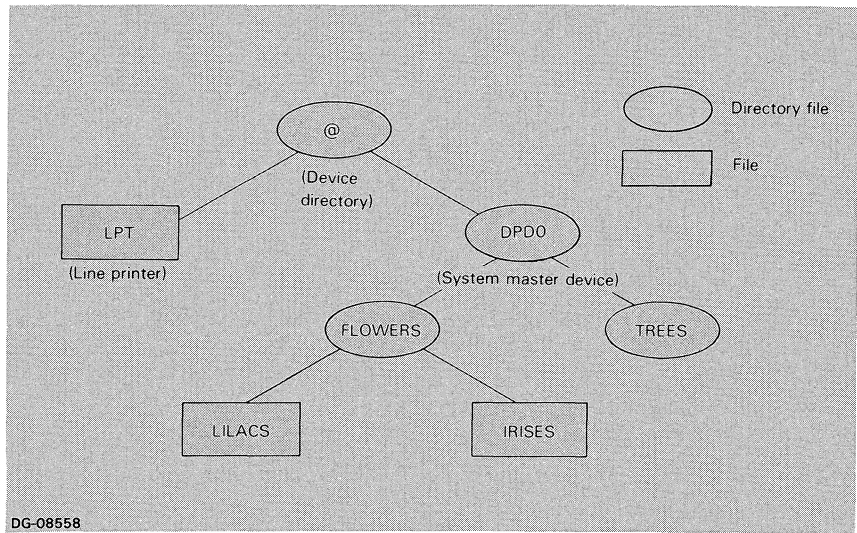 @
(Device
directory)
Directory file
File
LPT
(Line printer)
DPD0
(System master device)
FLOWERS
TREES
LILACS
IRISES
DG-08558